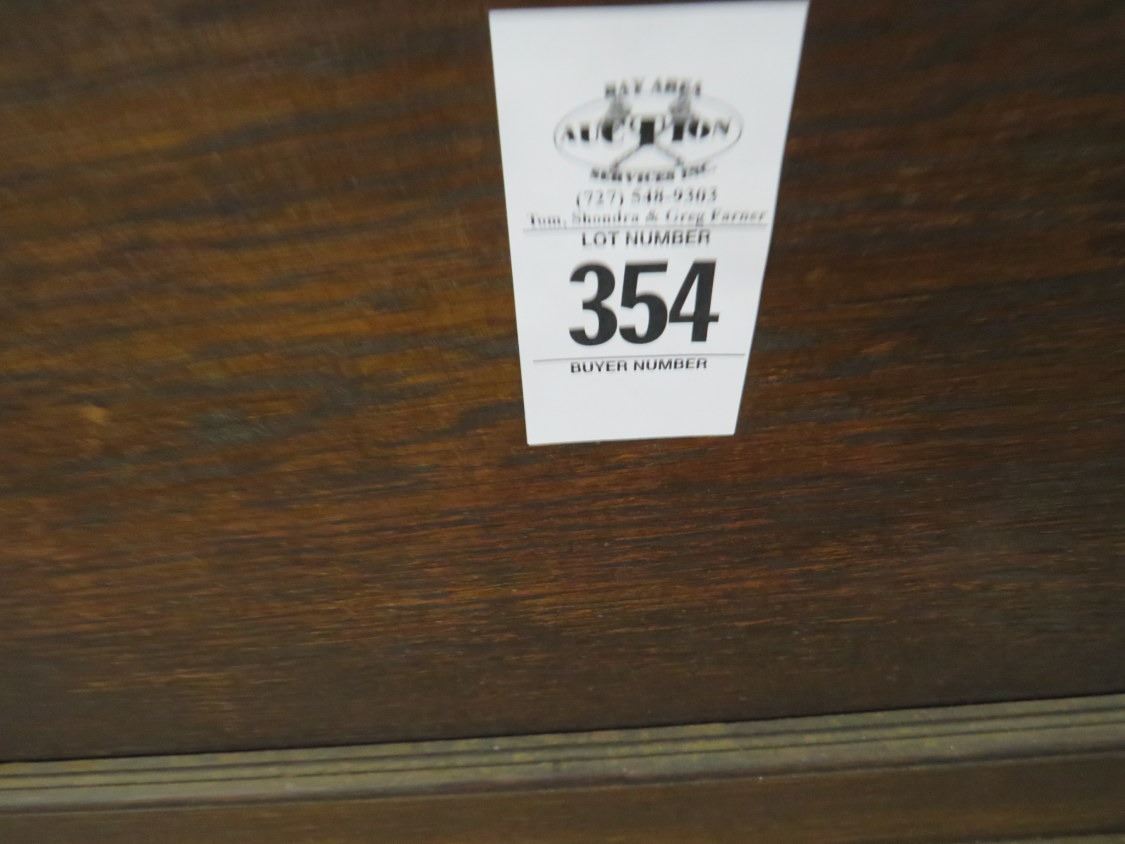 BAY AREA
AUCTION
SERVICES INC.
(727) 548-9303
Tom, Shondra & Greg Farner
LOT NUMBER
354
BUYER NUMBER